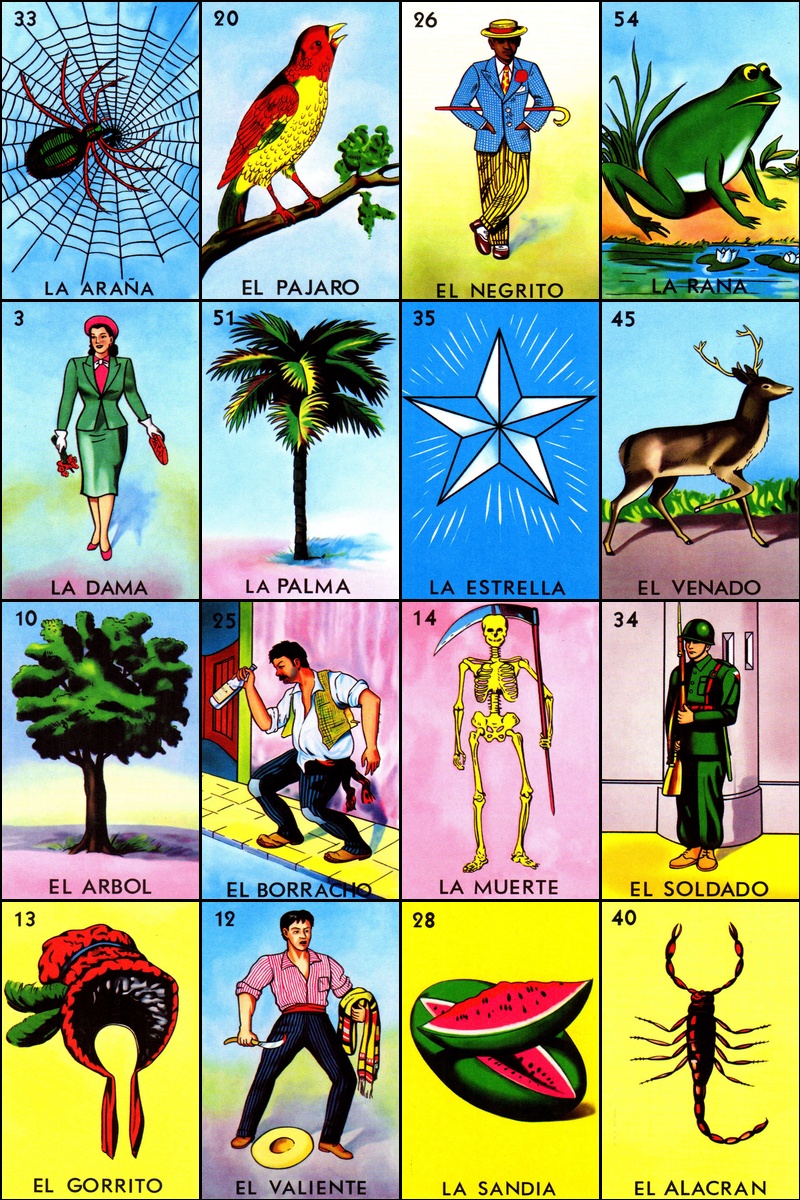 33
LA ARAÑA
20
EL PAJARO
26
EL NEGRITO
54
LA RANA
3
LA DAMA
51
LA PALMA
35
LA ESTRELLA
45
EL VENADO
10
EL ARBOL
25
EL BORRACHO
14
LA MUERTE
34
EL SOLDADO
13
EL GORRITO
12
EL VALIENTE
28
LA SANDIA
40
EL ALACRAN